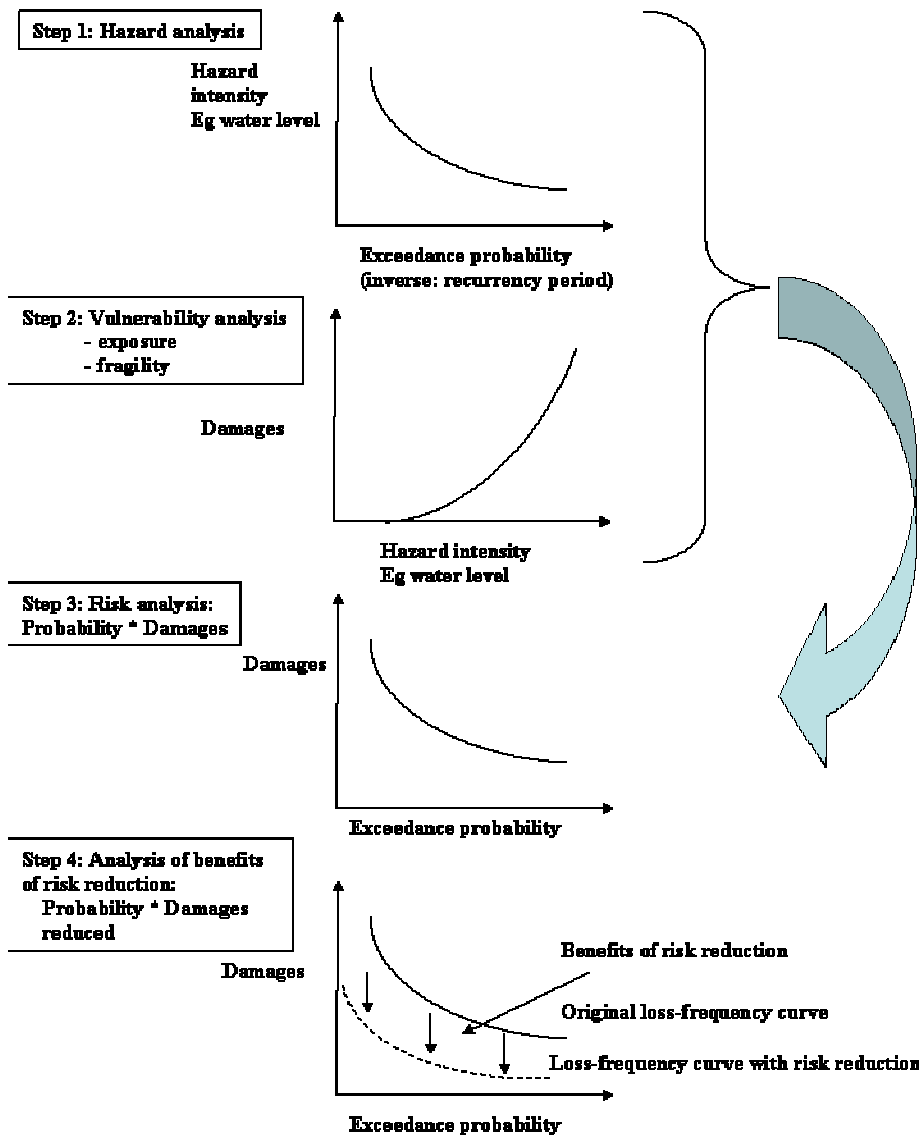 Step 1: Hazard analysis
Hazard
intensity
Eg water level
Exceedance probability
(inverse: recurrency period)
Step 2: Vulnerability analysis
- exposure
- fragility
Damages
Hazard intensity
Eg water level
Step 3: Risk analysis:
Probability * Damages
Damages
Exceedance probability
Step 4: Analysis of benefits
of risk reduction:
Probability * Damages
reduced
Damages
Benefits of risk reduction
Original loss-frequency curve
Loss-frequency curve with risk reduction
Exceedance probability